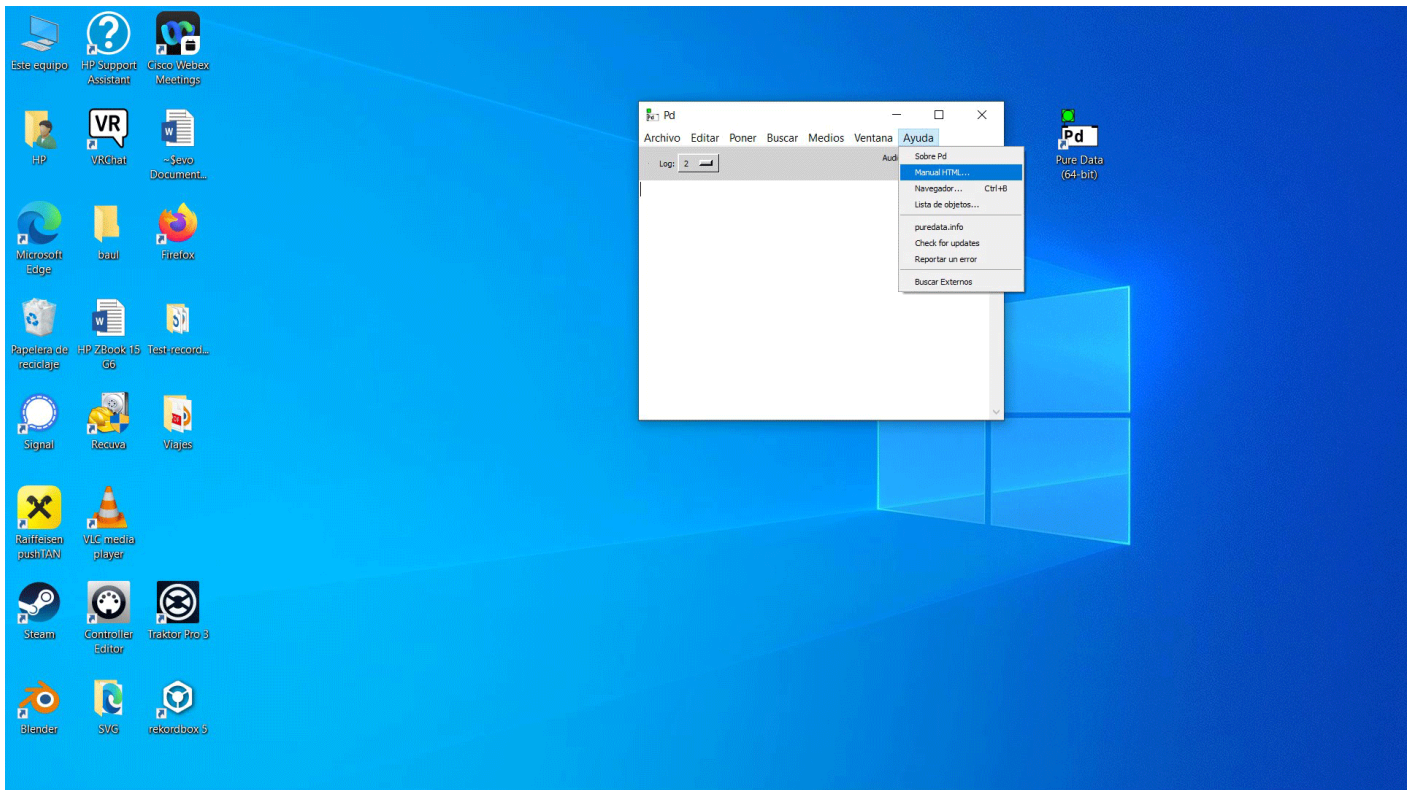 Este equipo
HP Support
Assistant
Cisco Webex
Meetings
HP
VR
VRChat
~$evo
Document...
Microsoft
Edge
baul
Firefox
Papelera de
reciclaje
HP ZBook 15
G6
Test-record...
Signal
Recuva
Viajes
Raiffeisen
pushTAN
VLC media
player
Steam
Controller
Editor
Traktor Pro 3
Blender
SVG
rekordbox 5
Pd
Archivo Editar Poner Buscar Medios Ventana Ayuda
Log: 2
Audi
Sobre Pd
Manual HTML...
Navegador... Ctrl+B
Lista de objetos...
puredata.info
Check for updates
Reportar un error
Buscar Externos
Pd
Pure Data
(64-bit)